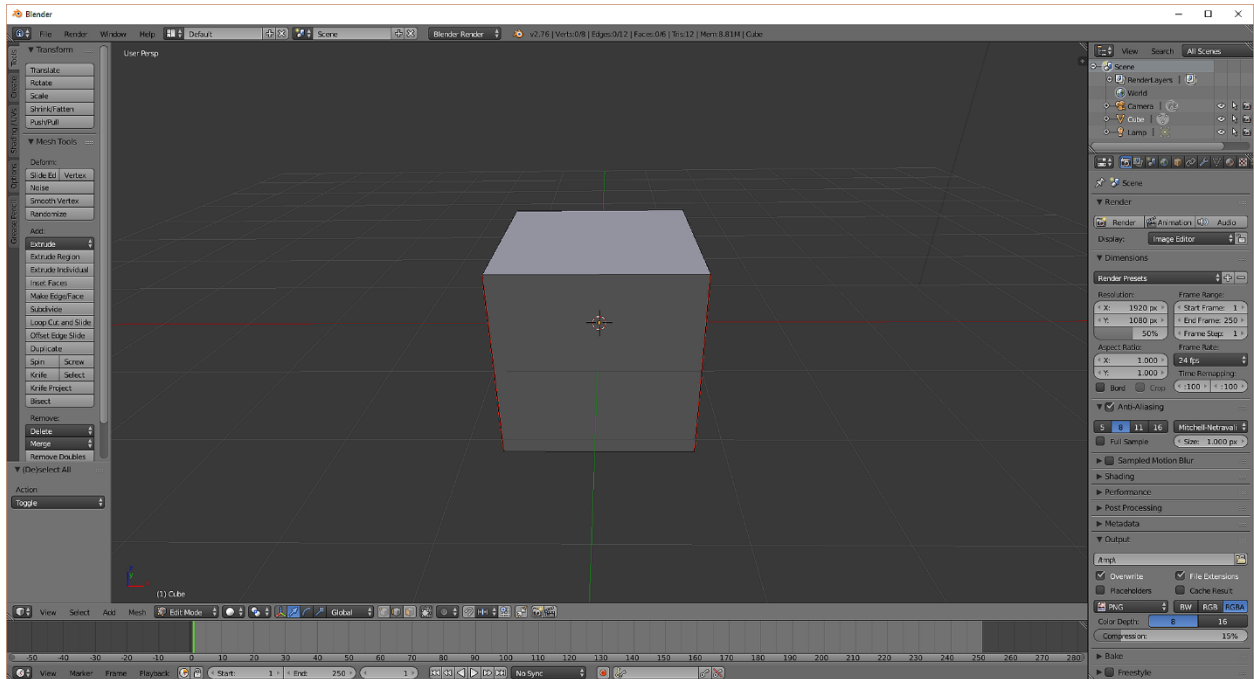 Blender
File Render Window Help Default Scene Blender Render v2.76 | Verts:0/8 | Edges:0/12 | Faces:0/6 | Tris:12 | Mem:8.81M | Cube
User Persp
Tools
Create
Shading/UVs
Options
Grease Pencil
Transform
Translate
Rotate
Scale
Shrink/Fatten
Push/Pull
Mesh Tools
Deform:
Slide Ed Vertex
Noise
Smooth Vertex
Randomize
Add:
Extrude
Extrude Region
Extrude Individual
Inset Faces
Make Edge/Face
Subdivide
Loop Cut and Slide
Offset Edge Slide
Duplicate
Spin Screw
Knife Select
Knife Project
Bisect
Remove:
Delete
Merge
Remove Doubles
(De)select All
Action
Toggle
(1) Cube
View Select Add Mesh Edit Mode Global
-50 -40 -30 -20 -10 0 10 20 30 40 50 60 70 80 90 100 110 120 130 140 150 160 170 180 190 200 210 220 230 240 250 260 270 280
View Marker Frame Playback Start: 1 End: 250 1 No Sync
View Search All Scenes
Scene
RenderLayers |
World
Camera |
Cube |
Lamp |
Scene
Render
Render Animation Audio
Display: Image Editor
Dimensions
Render Presets
Resolution: Frame Range:
X: 1920 px Start Frame: 1
Y: 1080 px End Frame: 250
50% Frame Step: 1
Aspect Ratio: Frame Rate:
X: 1.000 24 fps
Y: 1.000 Time Remapping:
Bord Crop :100 :100
Anti-Aliasing
5 8 11 16 Mitchell-Netravali
Full Sample Size: 1.000 px
Sampled Motion Blur
Shading
Performance
Post Processing
Metadata
Output
/tmp\
Overwrite File Extensions
Placeholders Cache Result
PNG BW RGB RGBA
Color Depth: 8 16
Compression: 15%
Bake
Freestyle